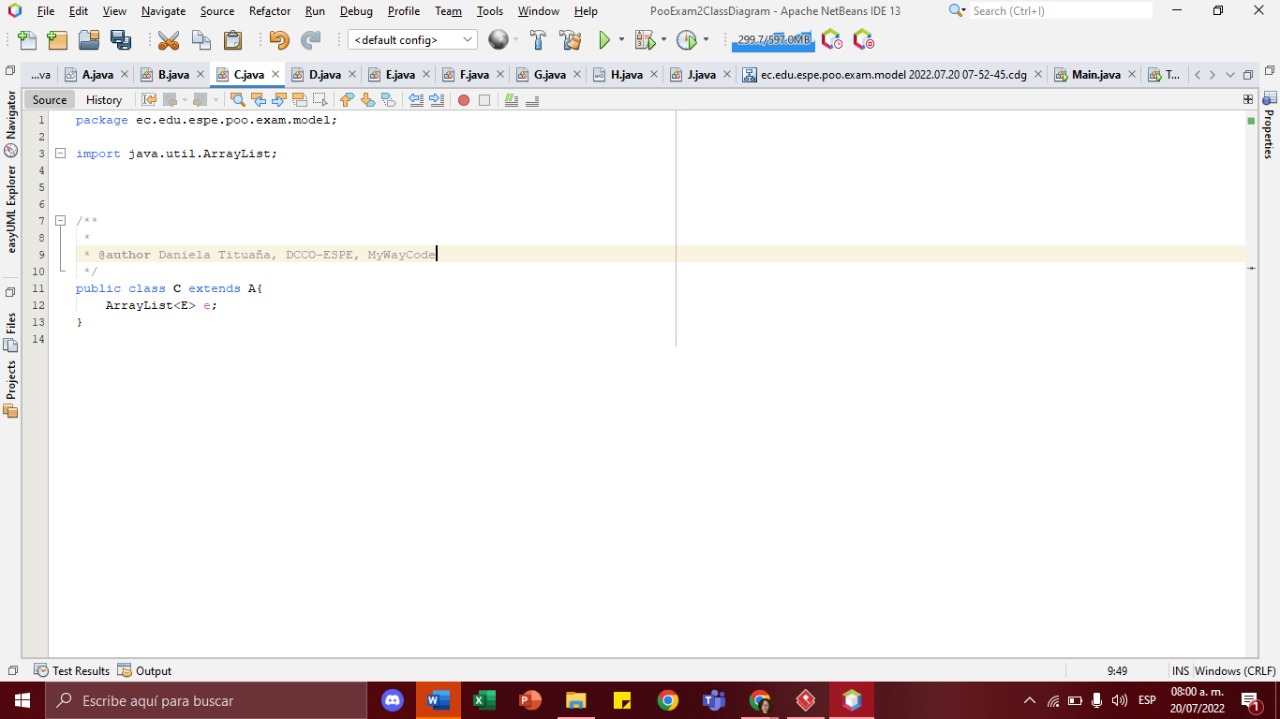 File Edit View Navigate Source Refactor Run Debug Profile Team Tools Window Help PooExam2ClassDiagram - Apache NetBeans IDE 13 Search (Ctrl+I)
<default config> 299.7/597.0MB
...va A.java B.java C.java D.java E.java F.java G.java H.java J.java ec.edu.espe.poo.exam.model 2022.07.20 07-52-45.cdg Main.java T...
Source History
Navigator
easyUML Explorer
Files
Projects
Properties
1 package ec.edu.espe.poo.exam.model;
2
3 import java.util.ArrayList;
4
5
6
7 /**
8 *
9 * @author Daniela Tituaña, DCCO-ESPE, MyWayCode
10 */
11 public class C extends A{
12 ArrayList<E> e;
13 }
14
Test Results Output 9:49 INS Windows (CRLF)
Escribe aquí para buscar ESP 08:00 a. m.
20/07/2022 1